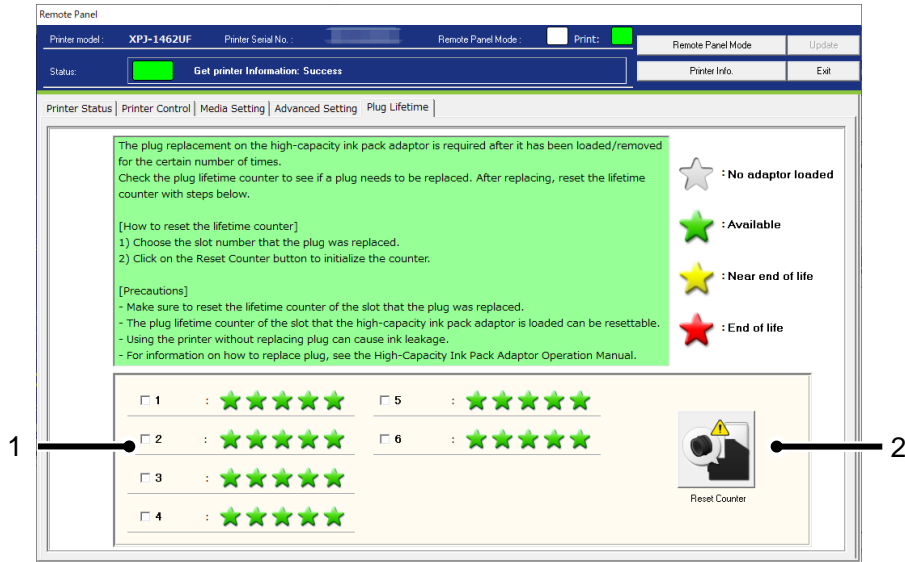 Remote Panel
Printer model : XPJ-1462UF Printer Serial No. : Remote Panel Mode : Print:
Remote Panel Mode Update
Status: Get printer Information: Success
Printer Info. Exit
Printer Status Printer Control Media Setting Advanced Setting Plug Lifetime
The plug replacement on the high-capacity ink pack adaptor is required after it has been loaded/removed
for the certain number of times.
Check the plug lifetime counter to see if a plug needs to be replaced. After replacing, reset the lifetime
counter with steps below.
[How to reset the lifetime counter]
1) Choose the slot number that the plug was replaced.
2) Click on the Reset Counter button to initialize the counter.
[Precautions]
- Make sure to reset the lifetime counter of the slot that the plug was replaced.
- The plug lifetime counter of the slot that the high-capacity ink pack adaptor is loaded can be resettable.
- Using the printer without replacing plug can cause ink leakage.
- For information on how to replace plug, see the High-Capacity Ink Pack Adaptor Operation Manual.
: No adaptor loaded
: Available
: Near end of life
: End of life
1 :
2 :
3 :
4 :
5 :
6 :
Reset Counter
1
2